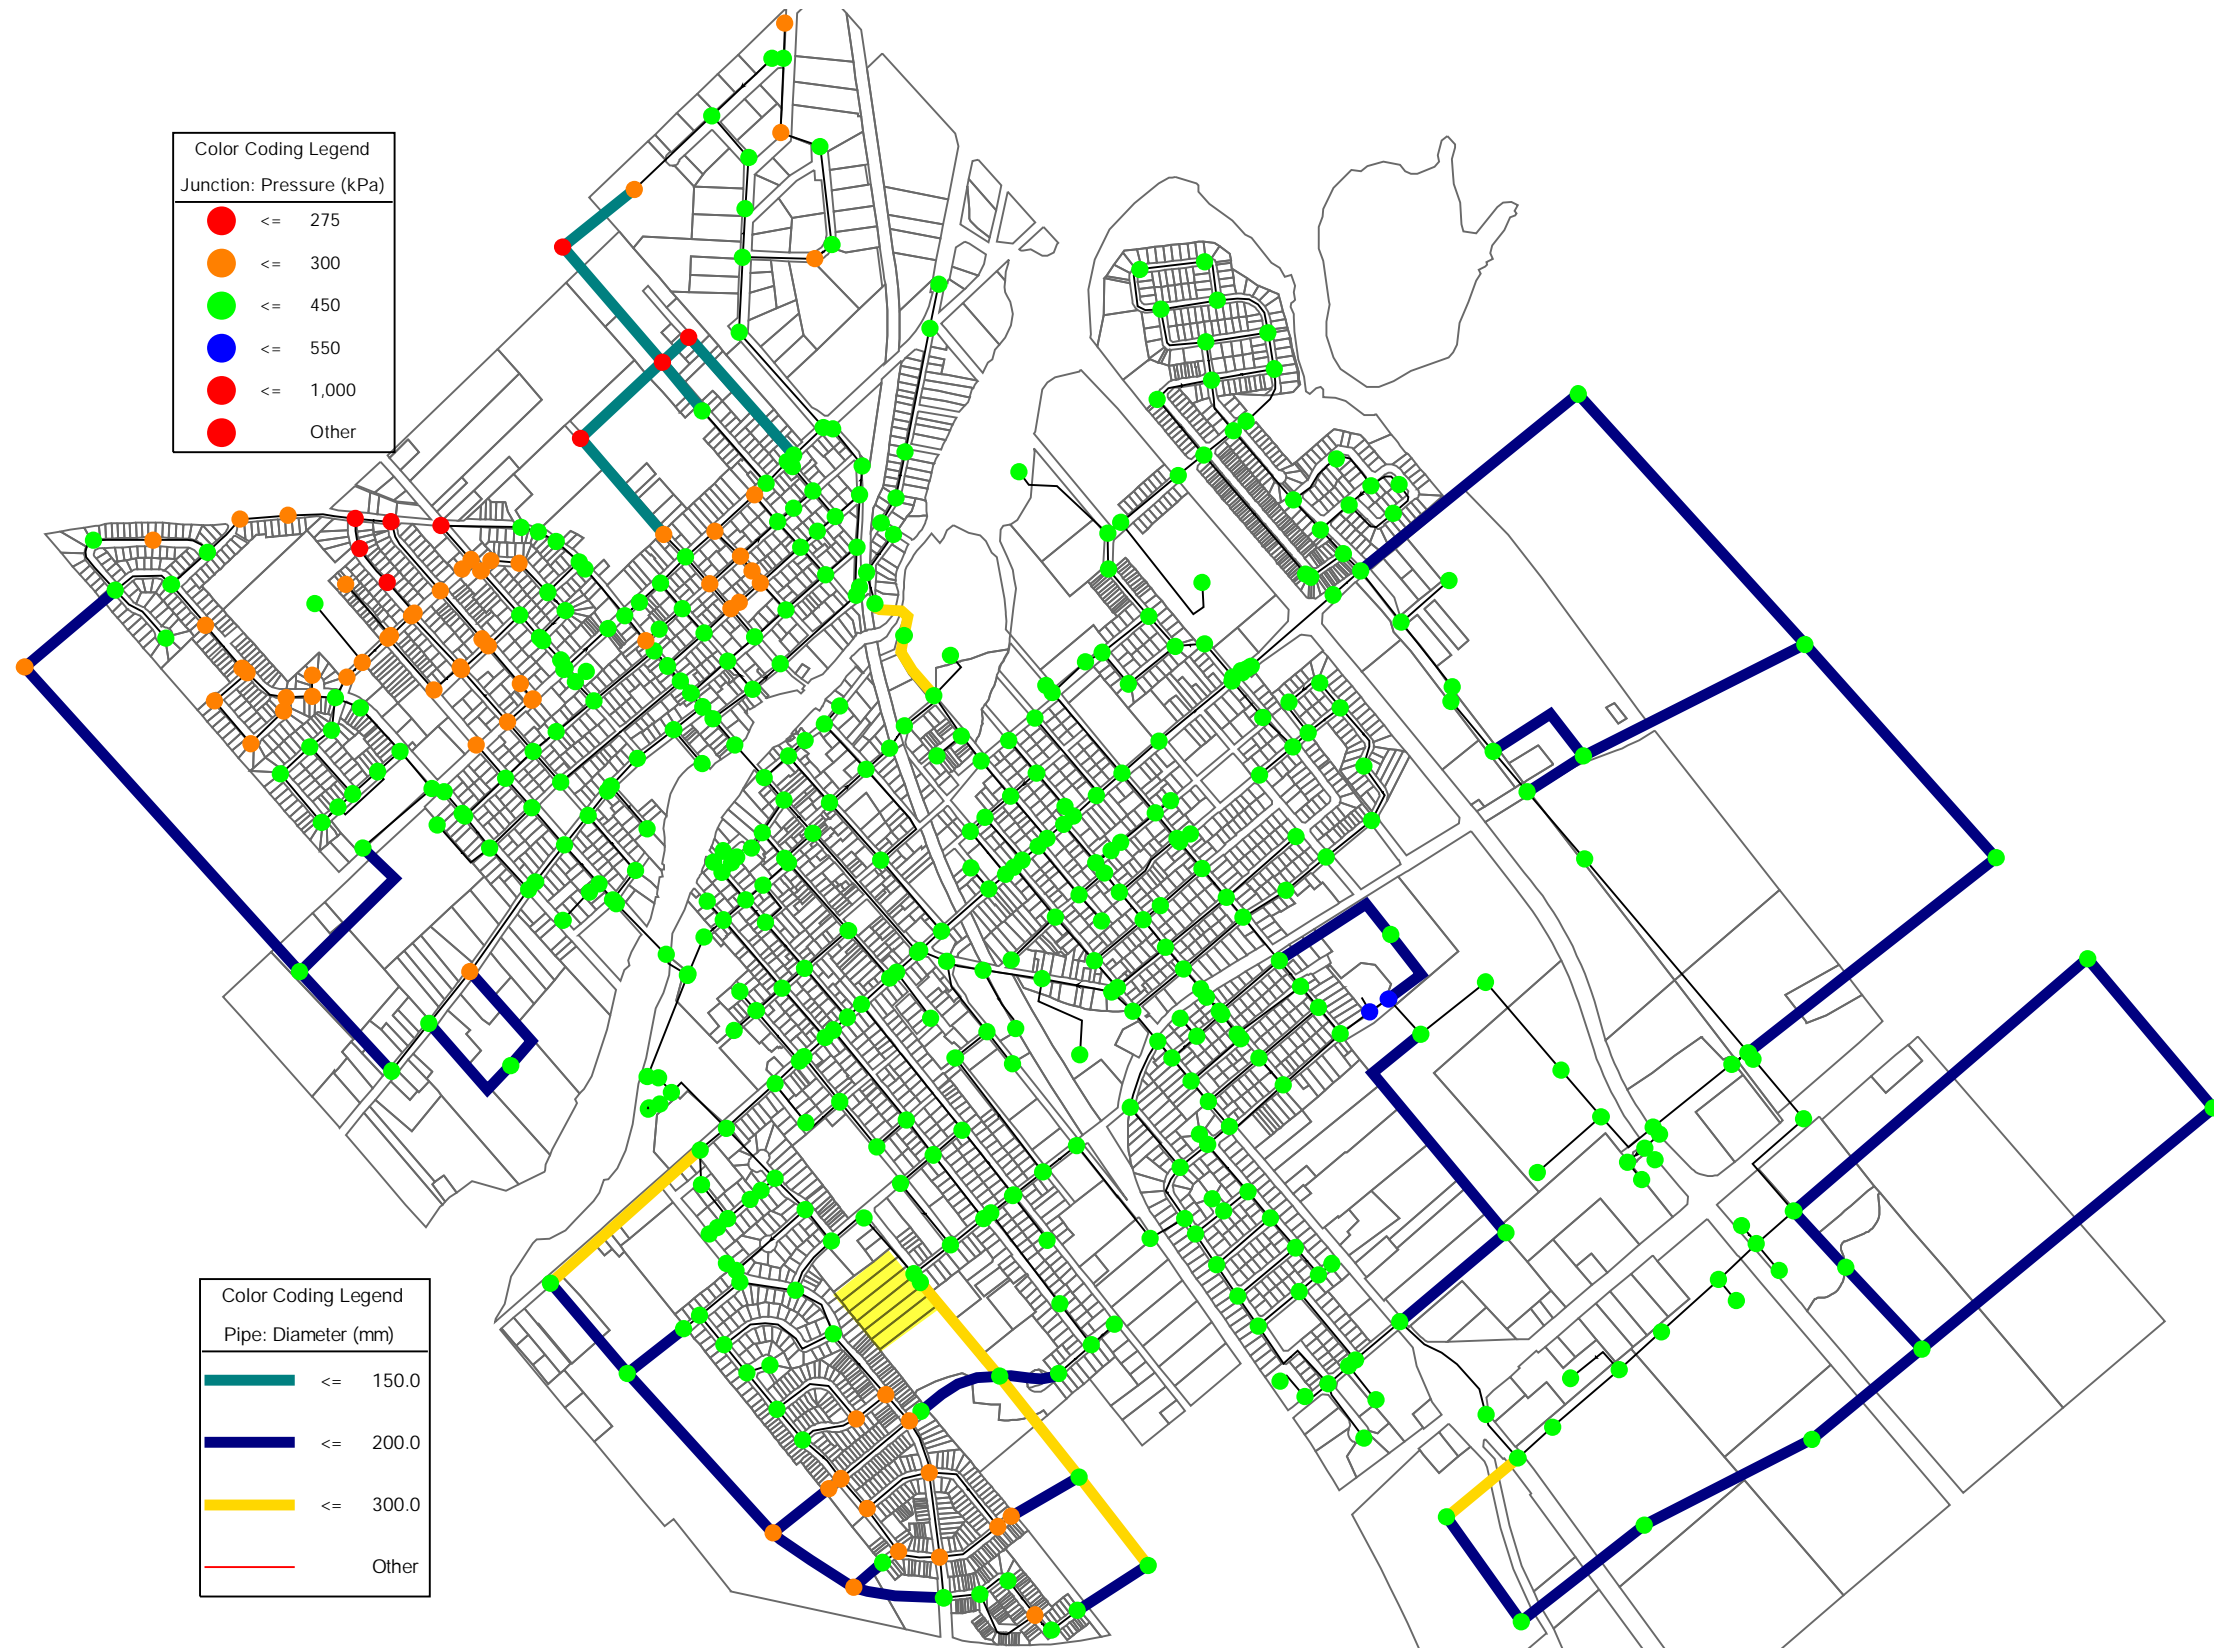 Color Coding Legend
Junction: Pressure (kPa)
<= 275
<= 300
<= 450
<= 550
<= 1,000
Other
Color Coding Legend
Pipe: Diameter (mm)
<= 150.0
<= 200.0
<= 300.0
Other